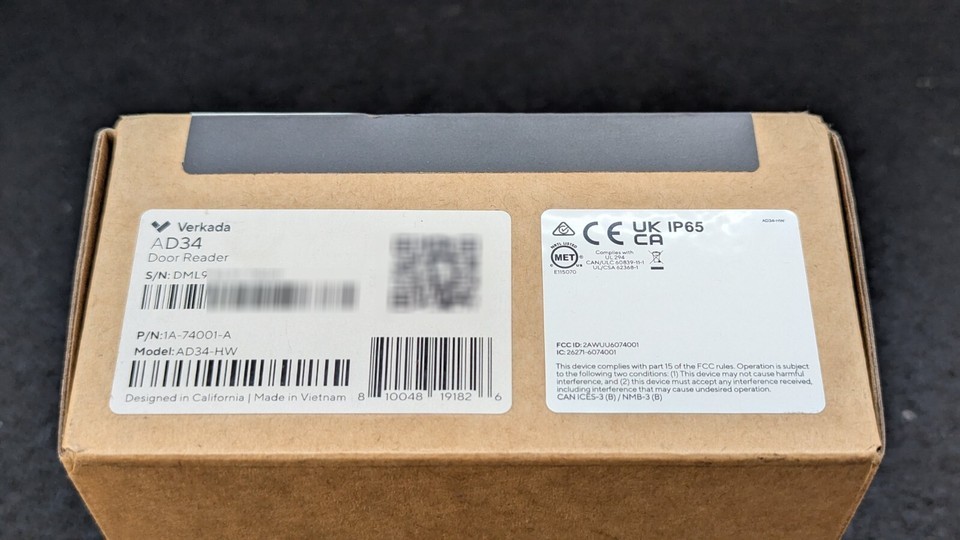 Verkada
AD34
Door Reader
S/N: DML9
P/N:1A-74001-A
Model:AD34-HW
Designed in California | Made in Vietnam
8 10048 19182 6
AD34-HW
CE UK CA IP65
MET
E115070
Complies with
UL 294
CAN/ULC 60839-11-1
UL/CSA 62368-1
FCC ID: 2AWUU6074001
IC: 26271-6074001
This device complies with part 15 of the FCC rules. Operation is subject
to the following two conditions: (1) This device may not cause harmful
interference, and (2) this device must accept any interference received,
including interference that may cause undesired operation.
CAN ICES-3 (B) / NMB-3 (B)